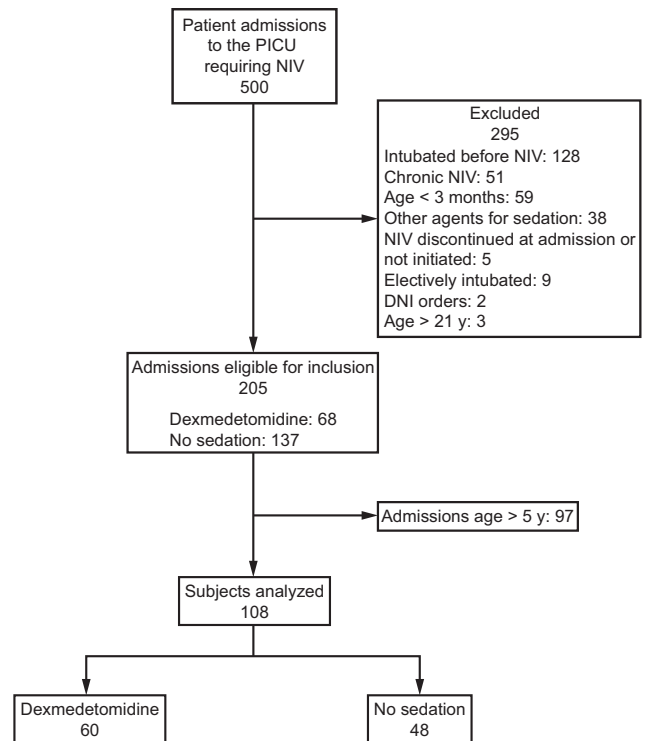 Patient admissions
to the PICU
requiring NIV
500
Excluded
295
Intubated before NIV: 128
Chronic NIV: 51
Age < 3 months: 59
Other agents for sedation: 38
NIV discontinued at admission or
not initiated: 5
Electively intubated: 9
DNI orders: 2
Age > 21 y: 3
Admissions eligible for inclusion
205
Dexmedetomidine: 68
No sedation: 137
Admissions age > 5 y: 97
Subjects analyzed
108
Dexmedetomidine
60
No sedation
48